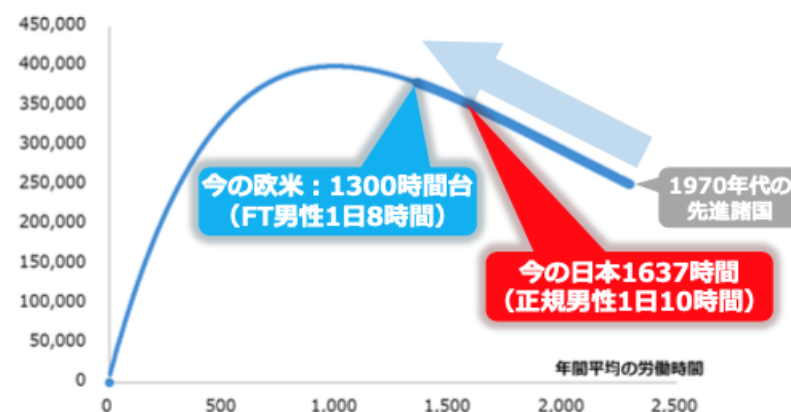 450,000
400,000
350,000
300,000
250,000
200,000
150,000
100,000
50,000
0
今の欧米：1300時間台
（FT男性1日8時間）
1970年代の
先進諸国
今の日本1637時間
（正規男性1日10時間）
年間平均の労働時間
0
500
1,000
1,500
2,000
2,500